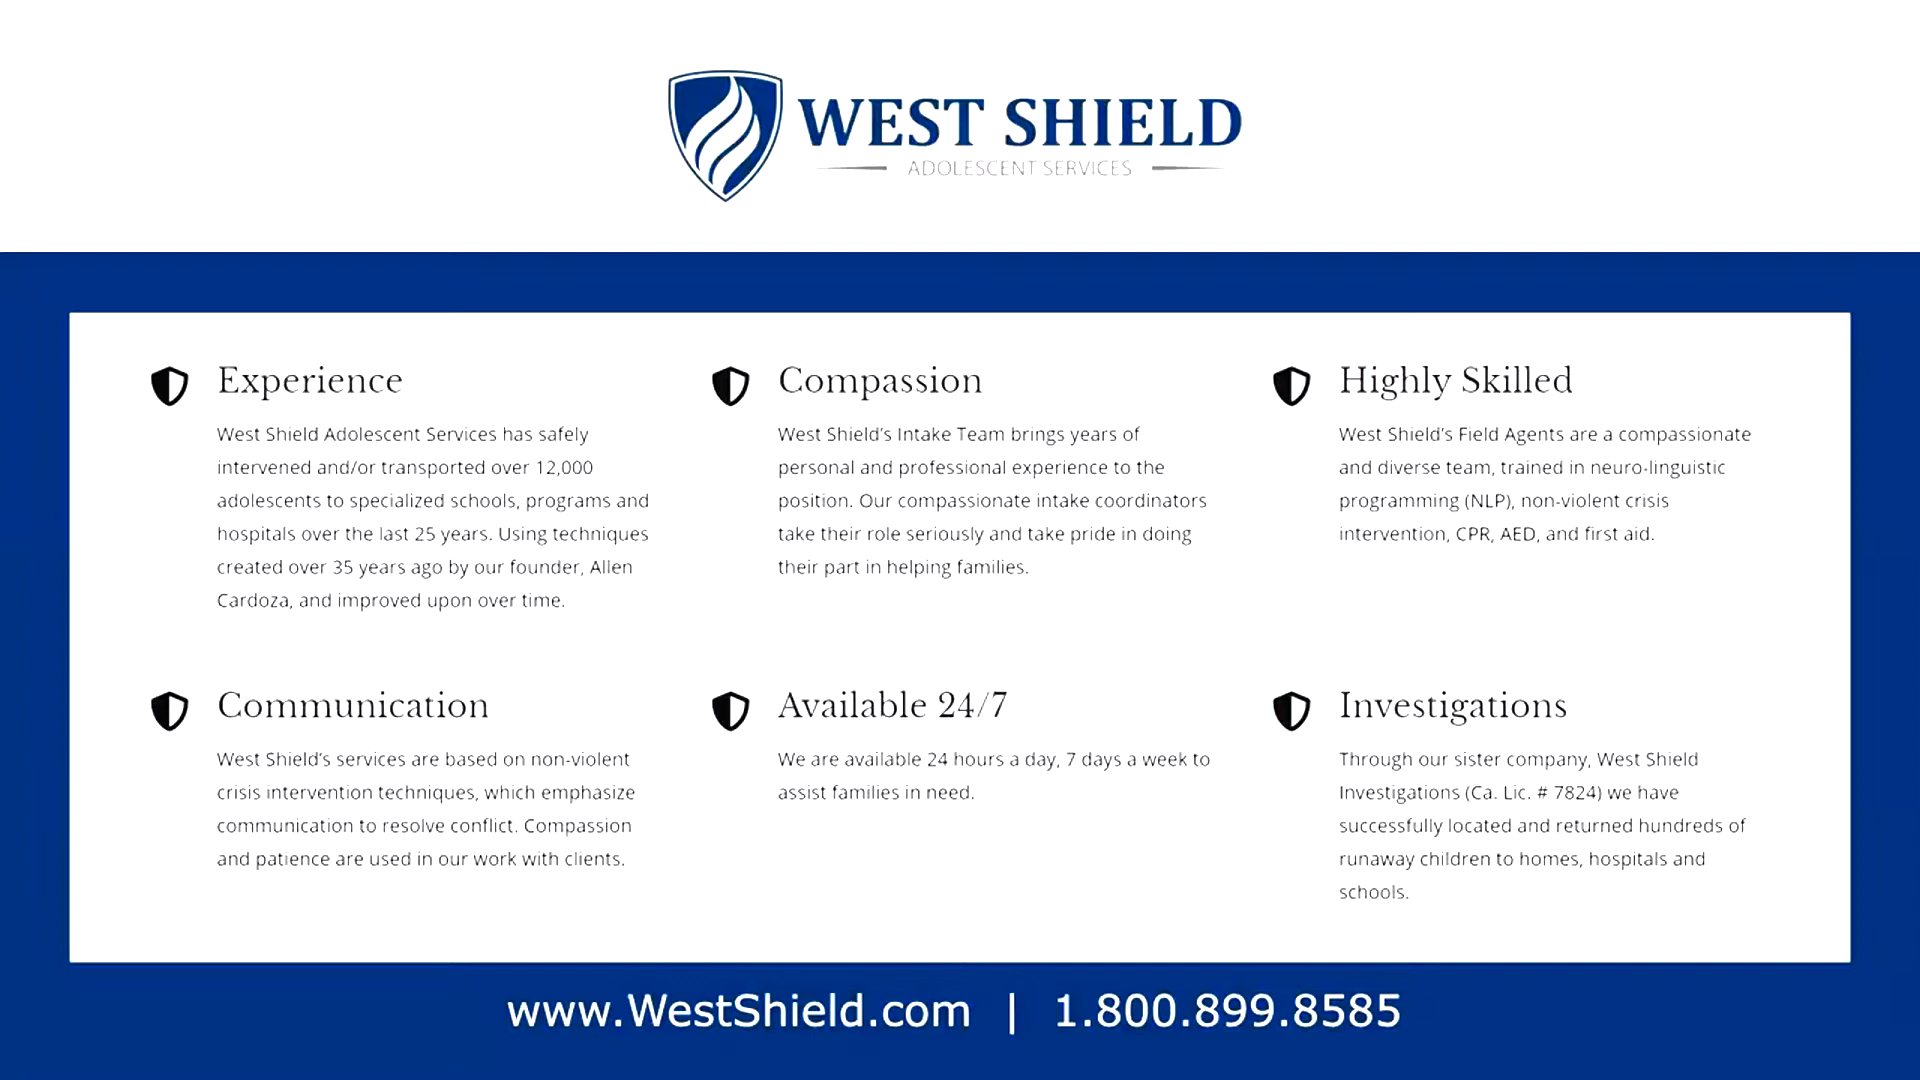 WEST SHIELD
ADOLESCENT SERVICES
Experience
West Shield Adolescent Services has safely
intervened and/or transported over 12,000
adolescents to specialized schools, programs and
hospitals over the last 25 years. Using techniques
created over 35 years ago by our founder, Allen
Cardoza, and improved upon over time.
Compassion
West Shield’s Intake Team brings years of
personal and professional experience to the
position. Our compassionate intake coordinators
take their role seriously and take pride in doing
their part in helping families.
Highly Skilled
West Shield’s Field Agents are a compassionate
and diverse team, trained in neuro-linguistic
programming (NLP), non-violent crisis
intervention, CPR, AED, and first aid.
Communication
West Shield’s services are based on non-violent
crisis intervention techniques, which emphasize
communication to resolve conflict. Compassion
and patience are used in our work with clients.
Available 24/7
We are available 24 hours a day, 7 days a week to
assist families in need.
Investigations
Through our sister company, West Shield
Investigations (Ca. Lic. # 7824) we have
successfully located and returned hundreds of
runaway children to homes, hospitals and
schools.
www.WestShield.com | 1.800.899.8585